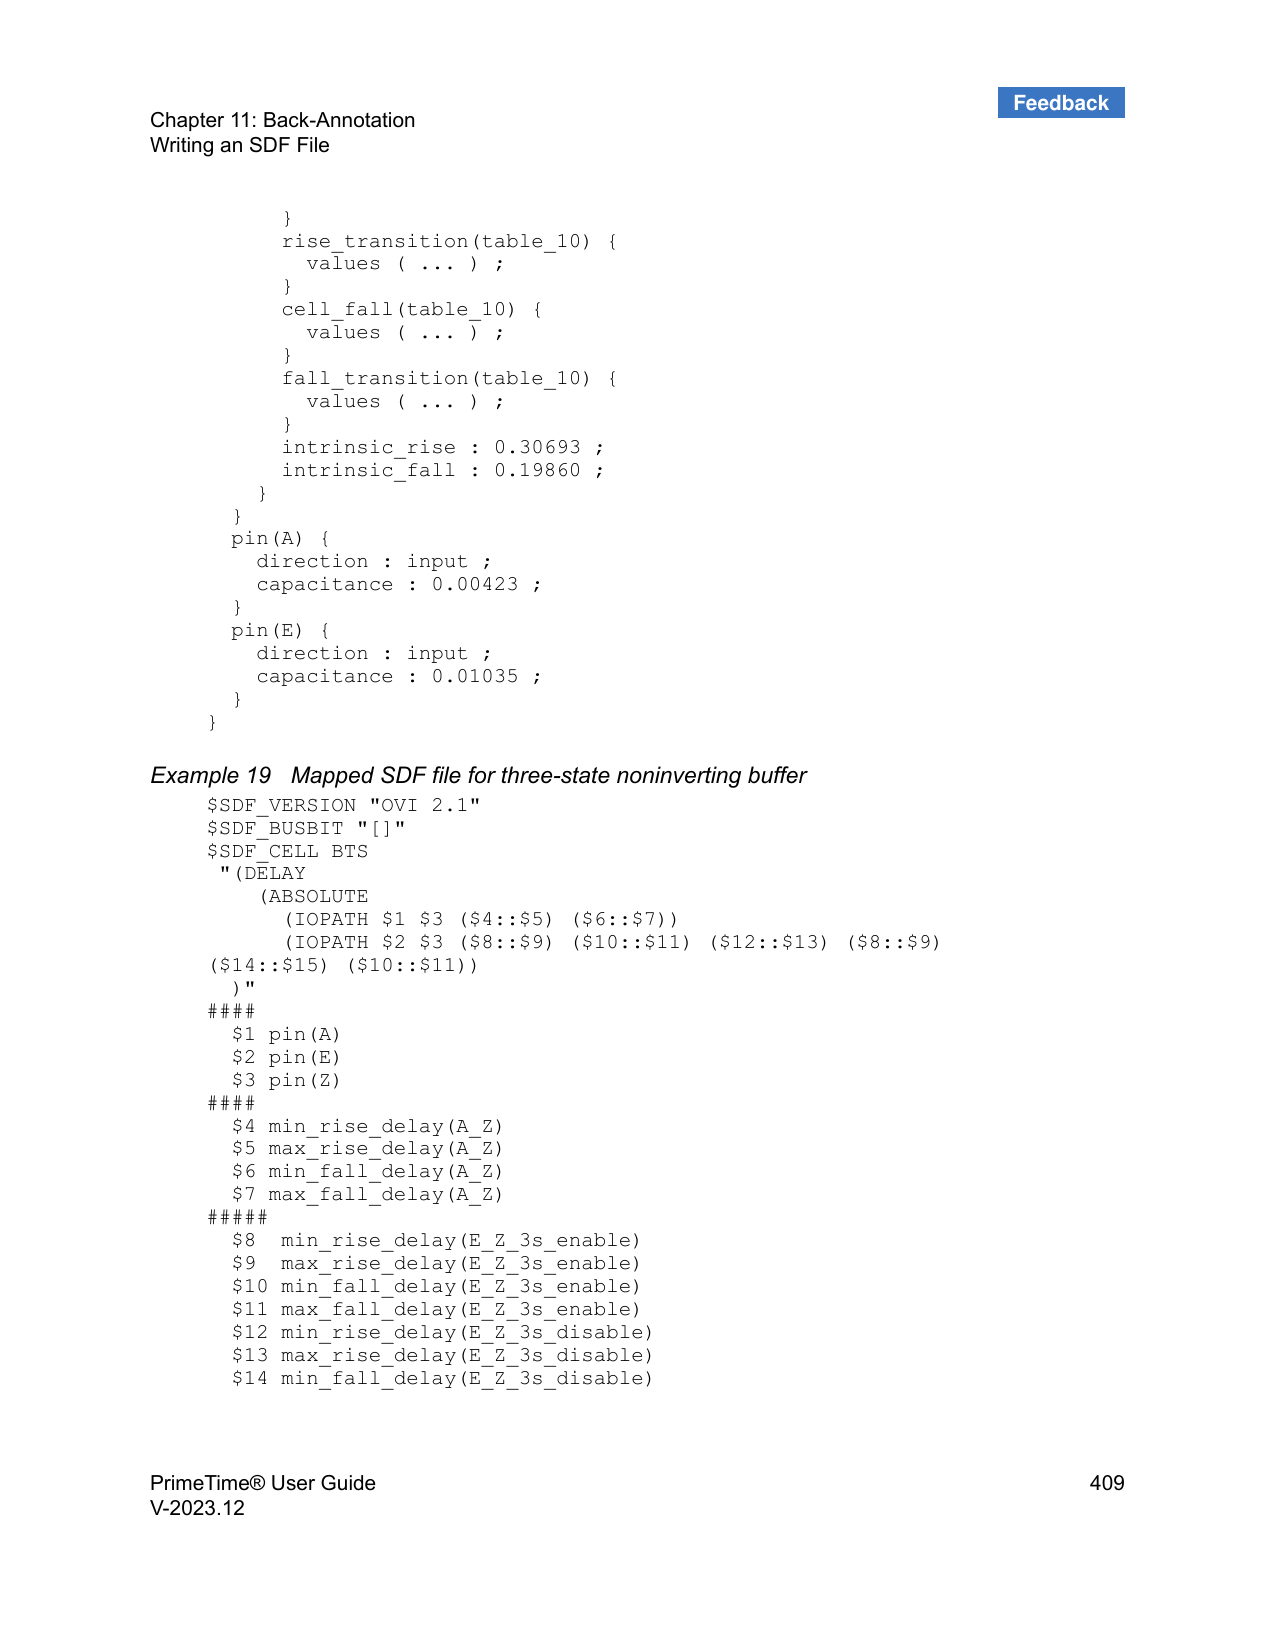 Feedback
Chapter 11: Back-Annotation
Writing an SDF File
}
rise_transition(table_10) {
values ( ... ) ;
}
cell_fall(table_10) {
values ( ... ) ;
}
fall_transition(table_10) {
values ( ... ) ;
}
intrinsic_rise : 0.30693 ;
intrinsic_fall : 0.19860 ;
}
}
pin(A) {
direction : input ;
capacitance : 0.00423 ;
}
pin(E) {
direction : input ;
capacitance : 0.01035 ;
}
}
Example 19 Mapped SDF file for three-state noninverting buffer
$SDF_VERSION "OVI 2.1"
$SDF_BUSBIT "[]"
$SDF_CELL BTS
"(DELAY
(ABSOLUTE
(IOPATH $1 $3 ($4::$5) ($6::$7))
(IOPATH $2 $3 ($8::$9) ($10::$11) ($12::$13) ($8::$9)
($14::$15) ($10::$11))
)"
####
$1 pin(A)
$2 pin(E)
$3 pin(Z)
####
$4 min_rise_delay(A_Z)
$5 max_rise_delay(A_Z)
$6 min_fall_delay(A_Z)
$7 max_fall_delay(A_Z)
#####
$8 min_rise_delay(E_Z_3s_enable)
$9 max_rise_delay(E_Z_3s_enable)
$10 min_fall_delay(E_Z_3s_enable)
$11 max_fall_delay(E_Z_3s_enable)
$12 min_rise_delay(E_Z_3s_disable)
$13 max_rise_delay(E_Z_3s_disable)
$14 min_fall_delay(E_Z_3s_disable)
PrimeTime® User Guide 409
V-2023.12